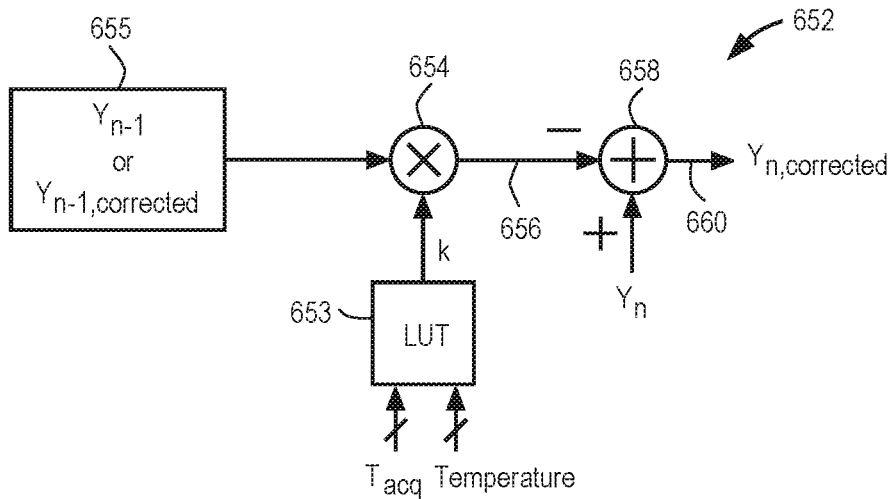 652
655
654
658
Y_{n-1}
or
Y_{n-1,corrected}
×
−
+
Y_{n,corrected}
656
+
660
k
Y_n
653
LUT
T_{acq} Temperature